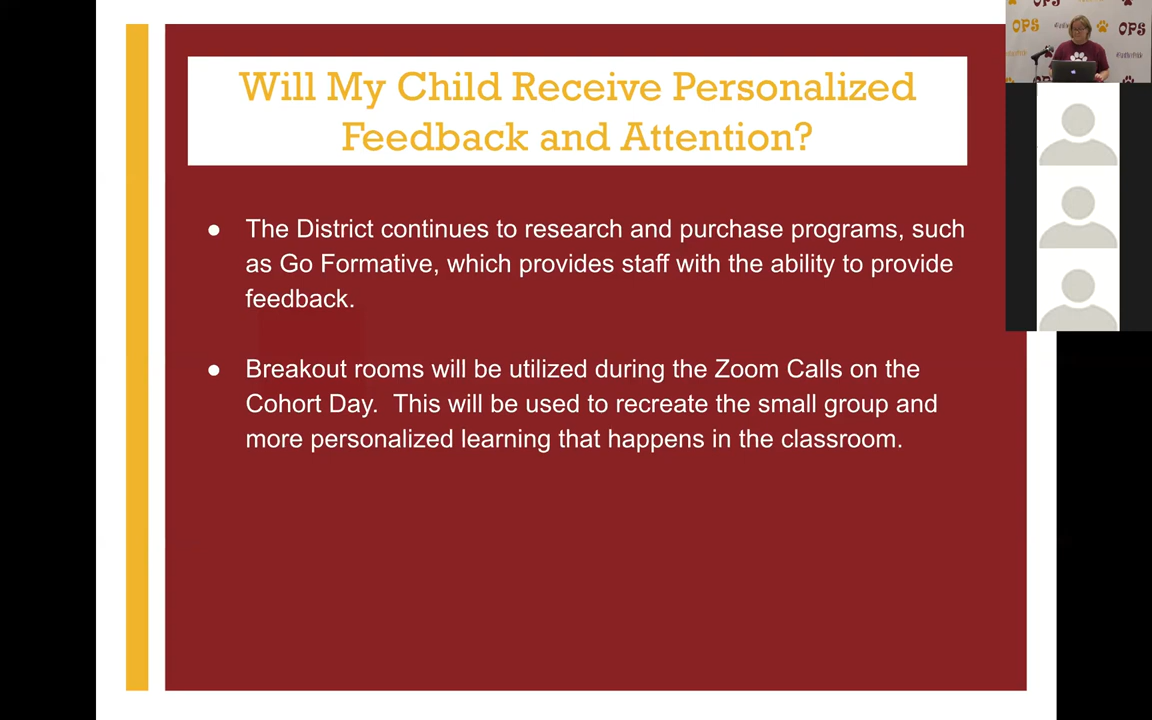 Will My Child Receive Personalized
Feedback and Attention?
● The District continues to research and purchase programs, such
as Go Formative, which provides staff with the ability to provide
feedback.
● Breakout rooms will be utilized during the Zoom Calls on the
Cohort Day.  This will be used to recreate the small group and
more personalized learning that happens in the classroom.
OPS
OPS
OPS